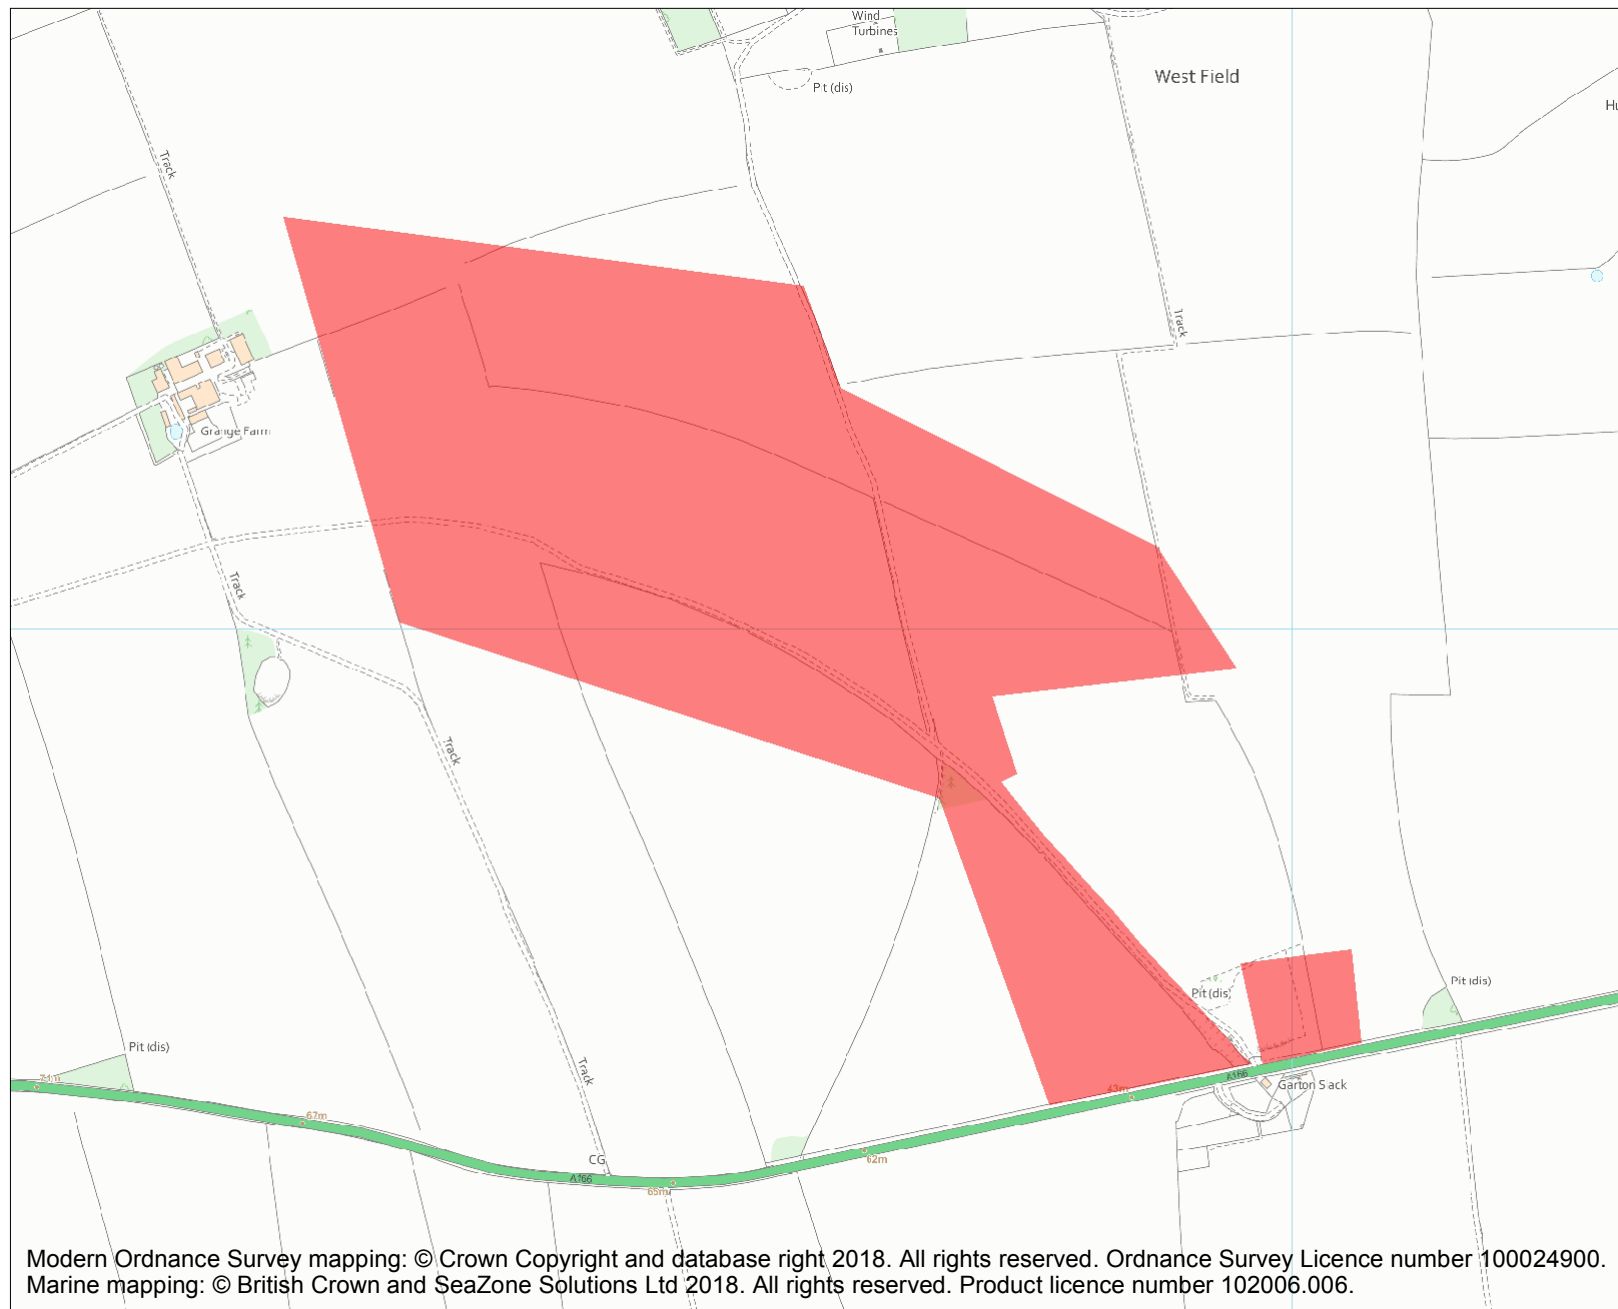 Wind
Turbines
West Field
Pit (dis)
Hu
Track
Track
Grange Farm
Track
Track
Pit (dis)
Pit (dis)
Pit (dis)
Track
71m
67m
43m
A166
Garton Slack
62m
CG
A166
65m
Modern Ordnance Survey mapping: © Crown Copyright and database right 2018. All rights reserved. Ordnance Survey Licence number 100024900.
Marine mapping: © British Crown and SeaZone Solutions Ltd 2018. All rights reserved. Product licence number 102006.006.